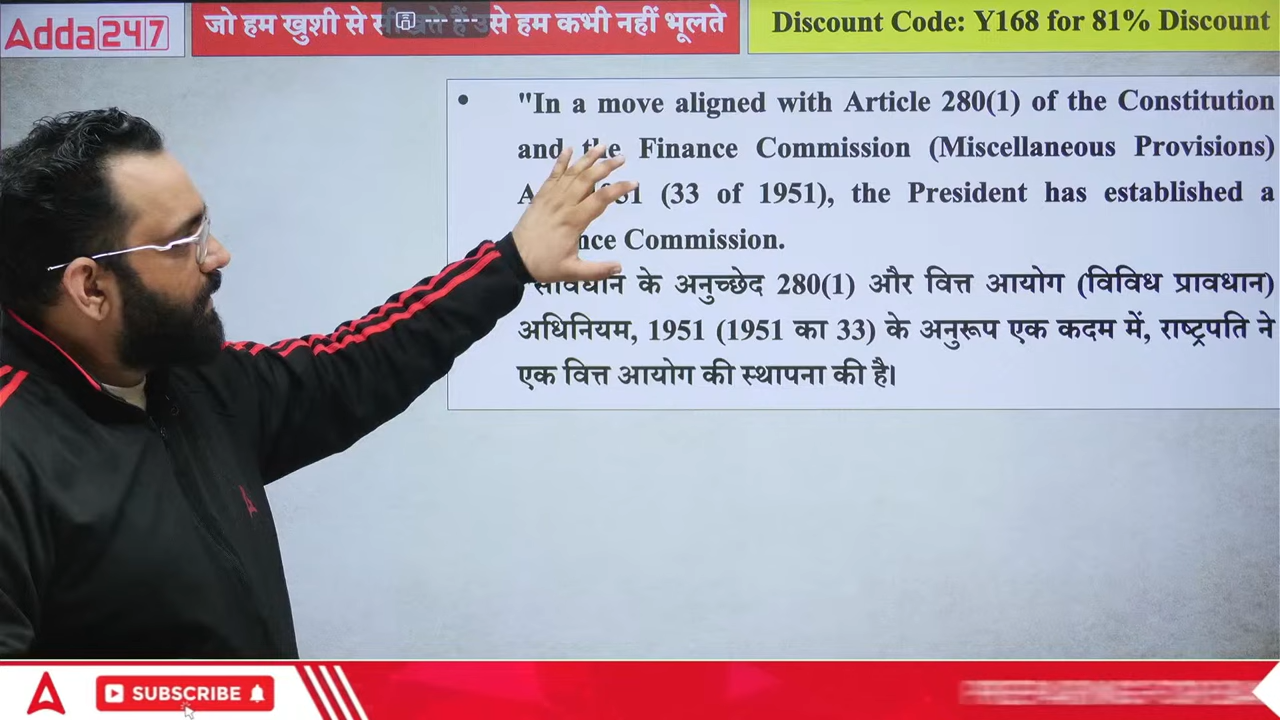 Adda247
जो हम खुशी से से हम कभी नहीं भूलते
Discount Code: Y168 for 81% Discount
"In a move aligned with Article 280(1) of the Constitution
and the Finance Commission (Miscellaneous Provisions)
(33 of 1951), the President has established a
Commission.
के अनुच्छेद 280(1) और वित्त आयोग (विविध प्रावधान)
अधिनियम, 1951 (1951 का 33) के अनुरूप एक कदम में, राष्ट्रपति ने
एक वित्त आयोग की स्थापना की है।
SUBSCRIBE